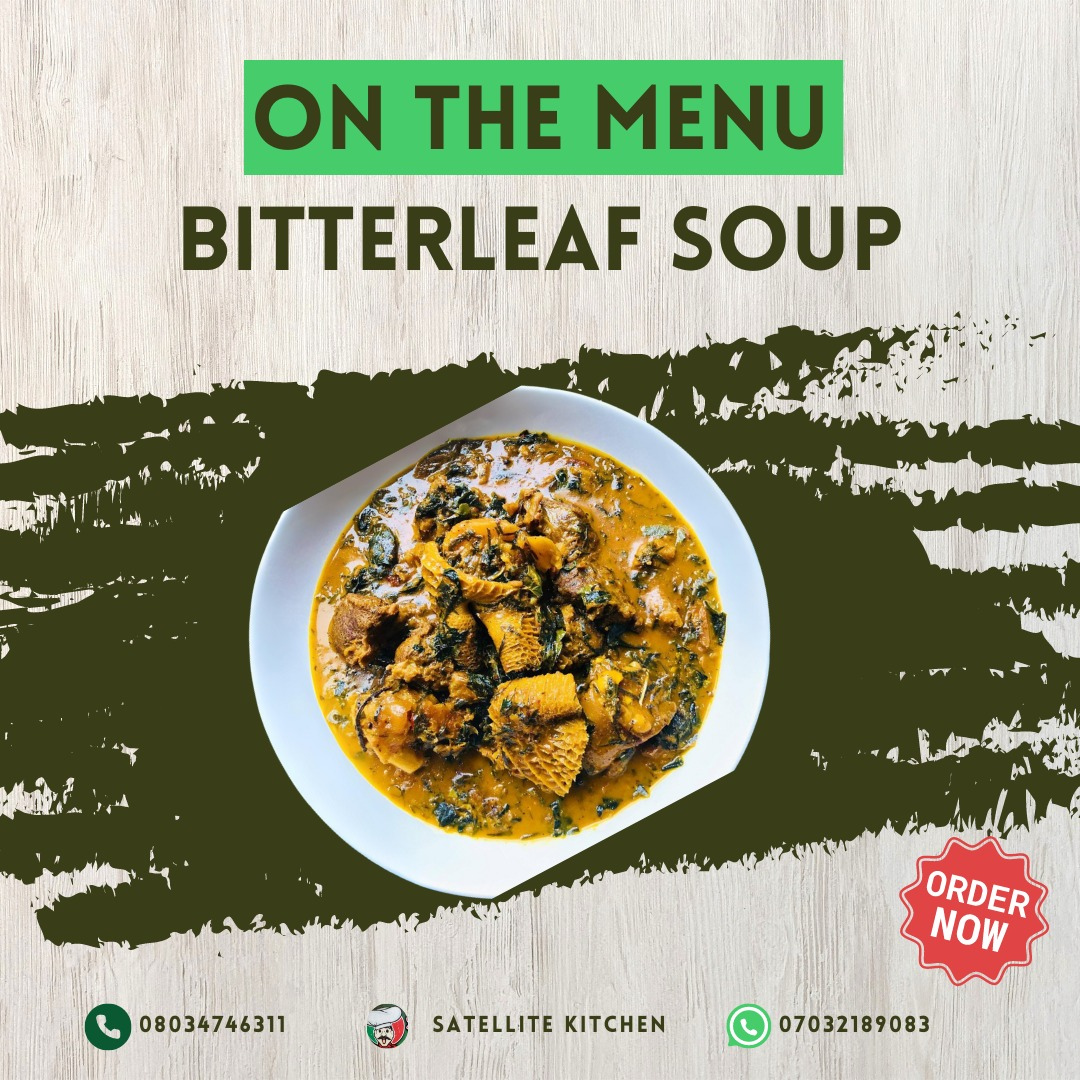 ON THE MENU
BITTERLEAF SOUP
ORDER
NOW
08034746311
SATELLITE KITCHEN
07032189083